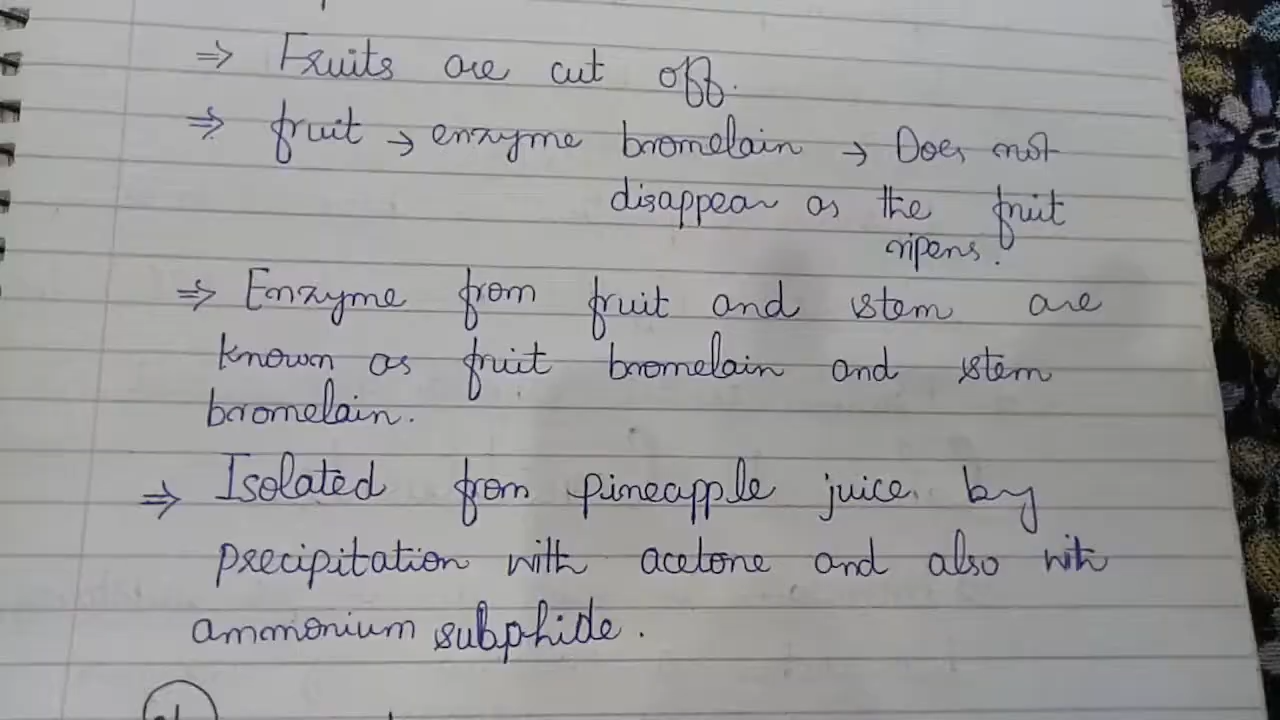 ⇒ Fruits are cut off.
⇒ fruit → enzyme bromelain → Does not
disappear as the fruit
ripens.
⇒ Enzyme from fruit and stem are
known as fruit bromelain and stem
bromelain.
⇒ Isolated from pineapple juice by
precipitation with acetone and also with
ammonium sulphide.